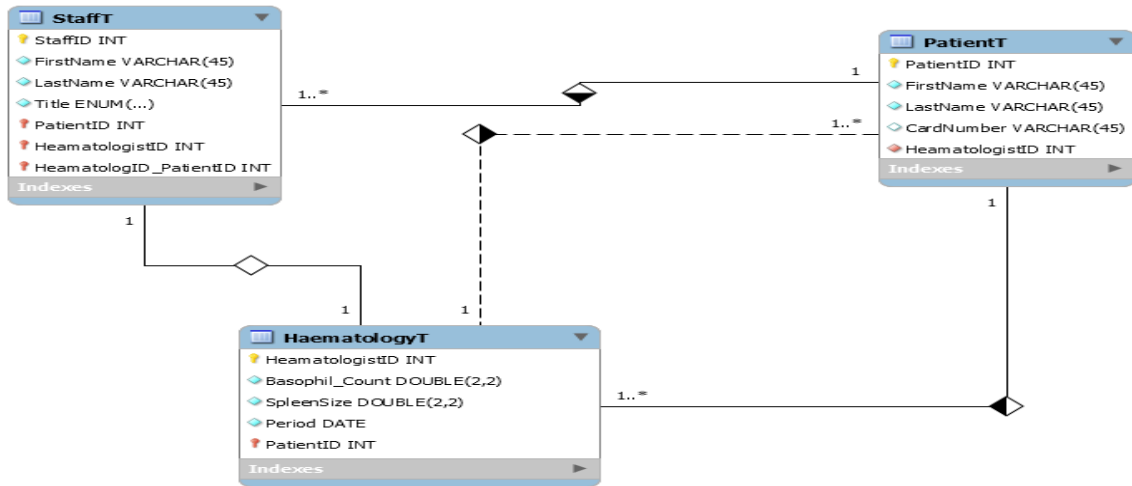 StaffT
StaffID INT
FirstName VARCHAR(45)
LastName VARCHAR(45)
Title ENUM(...)
PatientID INT
HeamatologistID INT
HeamatologID_PatientID INT
Indexes
1..*
1
PatientT
PatientID INT
FirstName VARCHAR(45)
LastName VARCHAR(45)
CardNumber VARCHAR(45)
HeamatologistID INT
Indexes
1..*
1
1
1
1
HaematologyT
HeamatologistID INT
Basophil_Count DOUBLE(2,2)
SpleenSize DOUBLE(2,2)
Period DATE
PatientID INT
Indexes
1..*